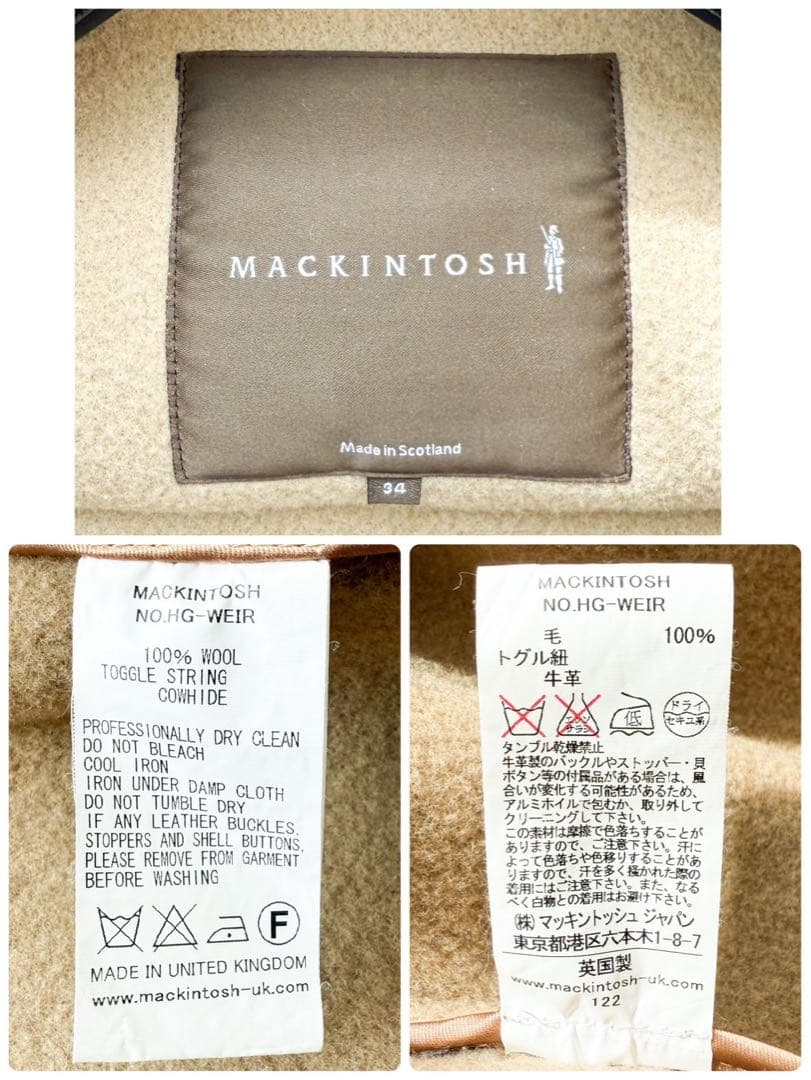 MACKINTOSH
Made in Scotland
34
MACKINTOSH
NO.HG-WEIR
100% WOOL
TOGGLE STRING
COWHIDE
PROFESSIONALLY DRY CLEAN
DO NOT BLEACH
COOL IRON
IRON UNDER DAMP CLOTH
DO NOT TUMBLE DRY
IF ANY LEATHER BUCKLES,
STOPPERS AND SHELL BUTTONS,
PLEASE REMOVE FROM GARMENT
BEFORE WASHING
F
MADE IN UNITED KINGDOM
www.mackintosh-uk.com
MACKINTOSH
NO.HG-WEIR
毛 100%
トグル紐
牛革
エンソサラシ 低 ドライ
セキユ系
タンブル乾燥禁止
牛革製のバックルやストッパー・貝
ボタン等の付属品がある場合は、風
合いが変化する可能性があるため、
アルミホイルで包むか、取り外して
クリーニングして下さい。
この素材は摩擦で色落ちすることが
ありますので、ご注意下さい。汗に
よって色落ちや色移りすることがあ
りますので、汗を多く掻かれた際の
着用にはご注意下さい。また、なる
べく白物との着用はお避け下さい。
(株) マッキントッシュ ジャパン
東京都港区六本木1-8-7
英国製
www.mackintosh-uk.com
122